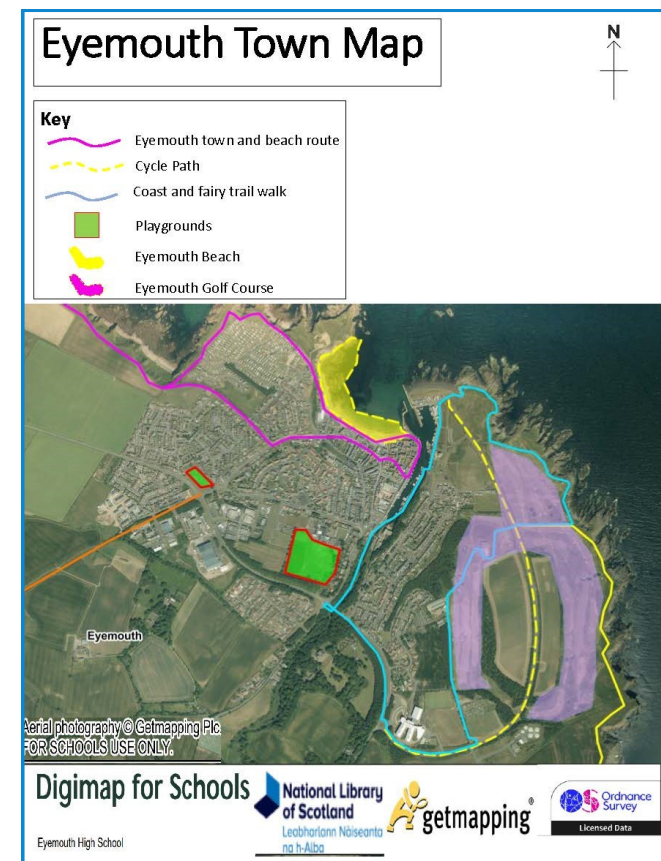 Eyemouth Town Map
N
Key
Eyemouth town and beach route
Cycle Path
Coast and fairy trail walk
Playgrounds
Eyemouth Beach
Eyemouth Golf Course
Eyemouth
Aerial photography © Getmapping Plc.
FOR SCHOOLS USE ONLY.
Digimap for Schools
Eyemouth High School
National Library
of Scotland
Leabharlann Nàiseanta
na h-Alba
getmapping®
Ordnance
Survey
Licensed Data